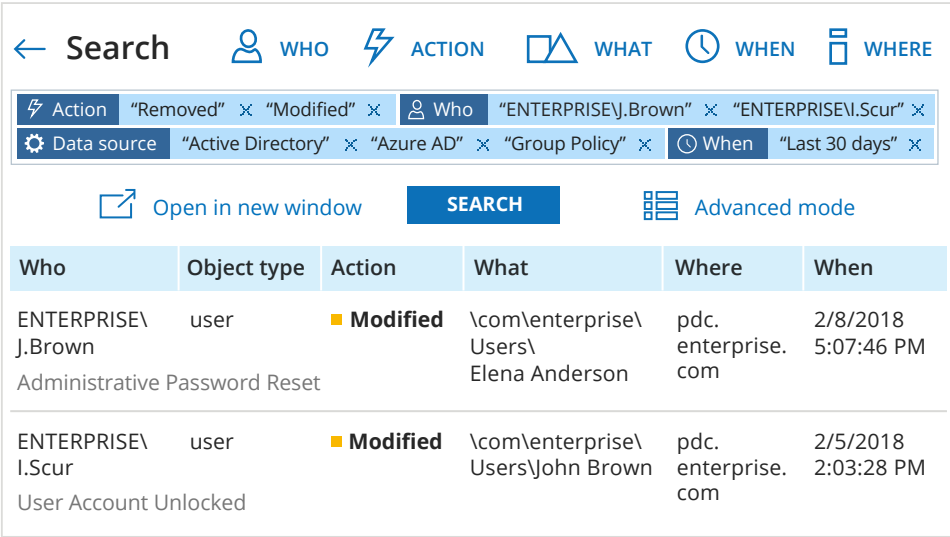 ← Search WHO ACTION WHAT WHEN WHERE
Action “Removed” × “Modified” × Who “ENTERPRISE\J.Brown” × “ENTERPRISE\I.Scur” ×
Data source “Active Directory” × “Azure AD” × “Group Policy” × When “Last 30 days” ×
Open in new window SEARCH Advanced mode
Who Object type Action What Where When
ENTERPRISE\ user Modified \com\enterprise\ pdc. 2/8/2018
J.Brown Users\ enterprise. 5:07:46 PM
Elena Anderson com
Administrative Password Reset
ENTERPRISE\ user Modified \com\enterprise\ pdc. 2/5/2018
I.Scur Users\John Brown enterprise. 2:03:28 PM
com
User Account Unlocked